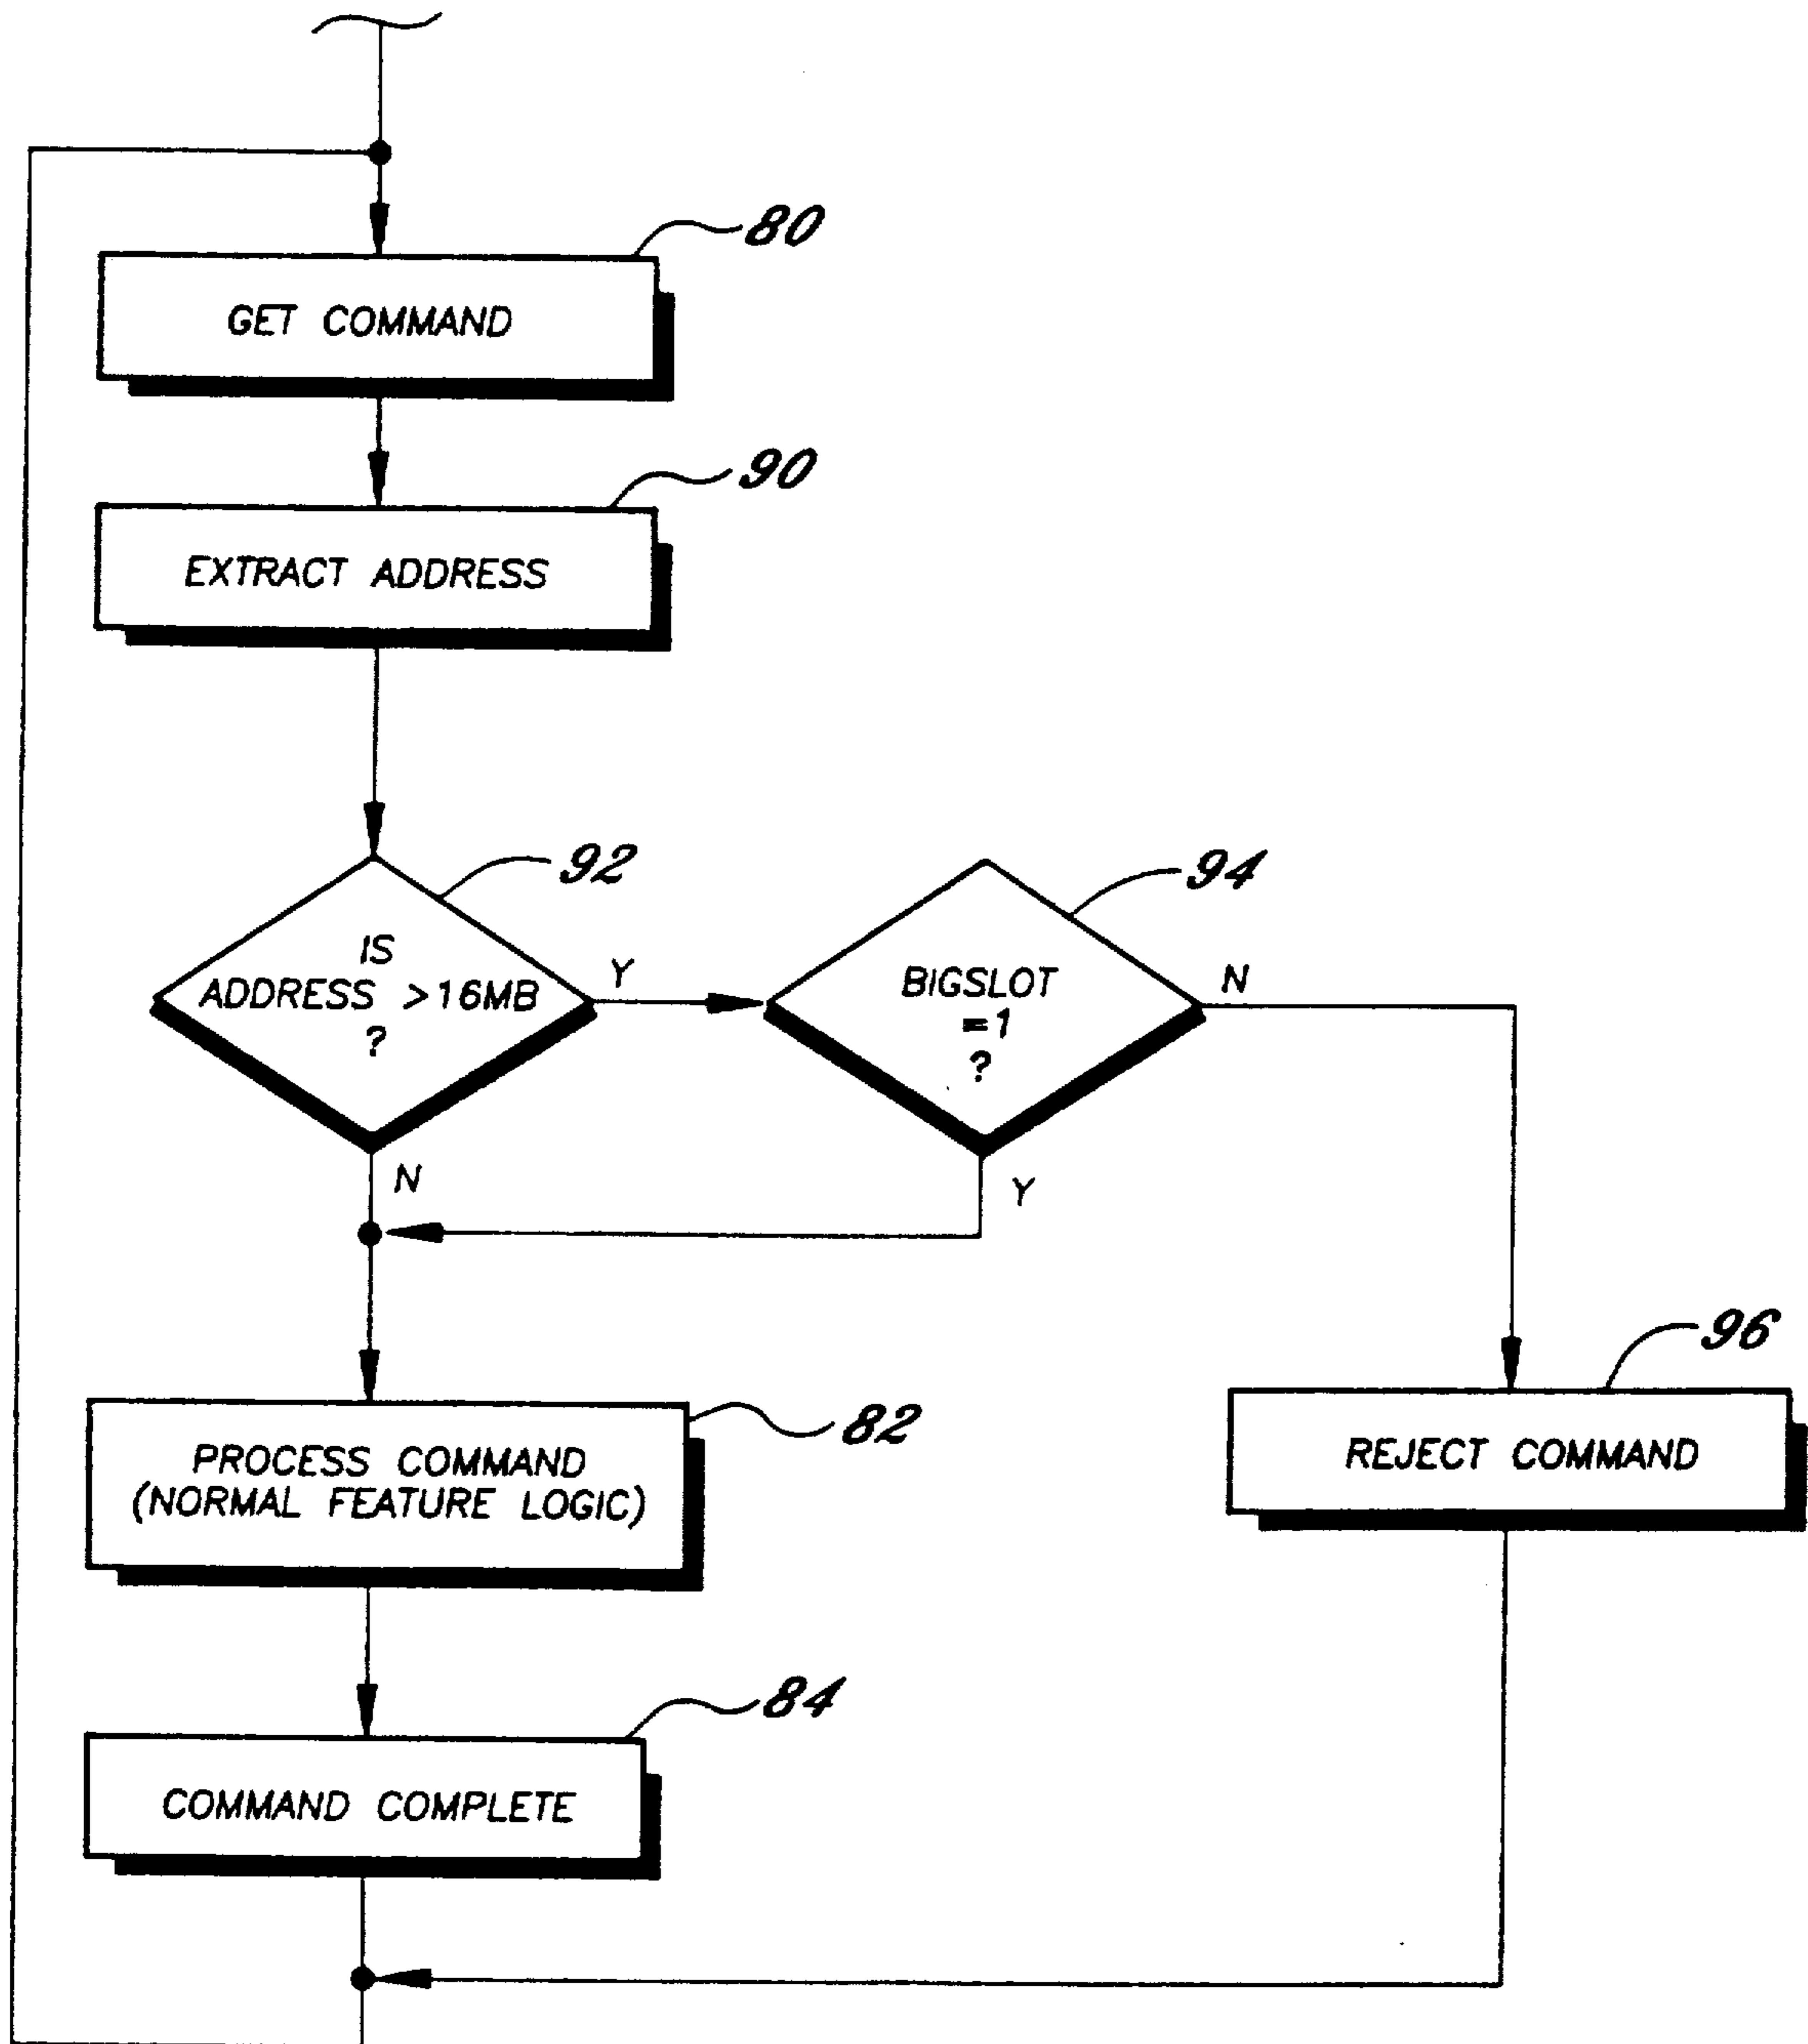 80
GET COMMAND
90
EXTRACT ADDRESS
92
IS
ADDRESS >16MB
?
Y
N
94
BIGSLOT
=1
?
N
Y
82
PROCESS COMMAND
(NORMAL FEATURE LOGIC)
96
REJECT COMMAND
84
COMMAND COMPLETE